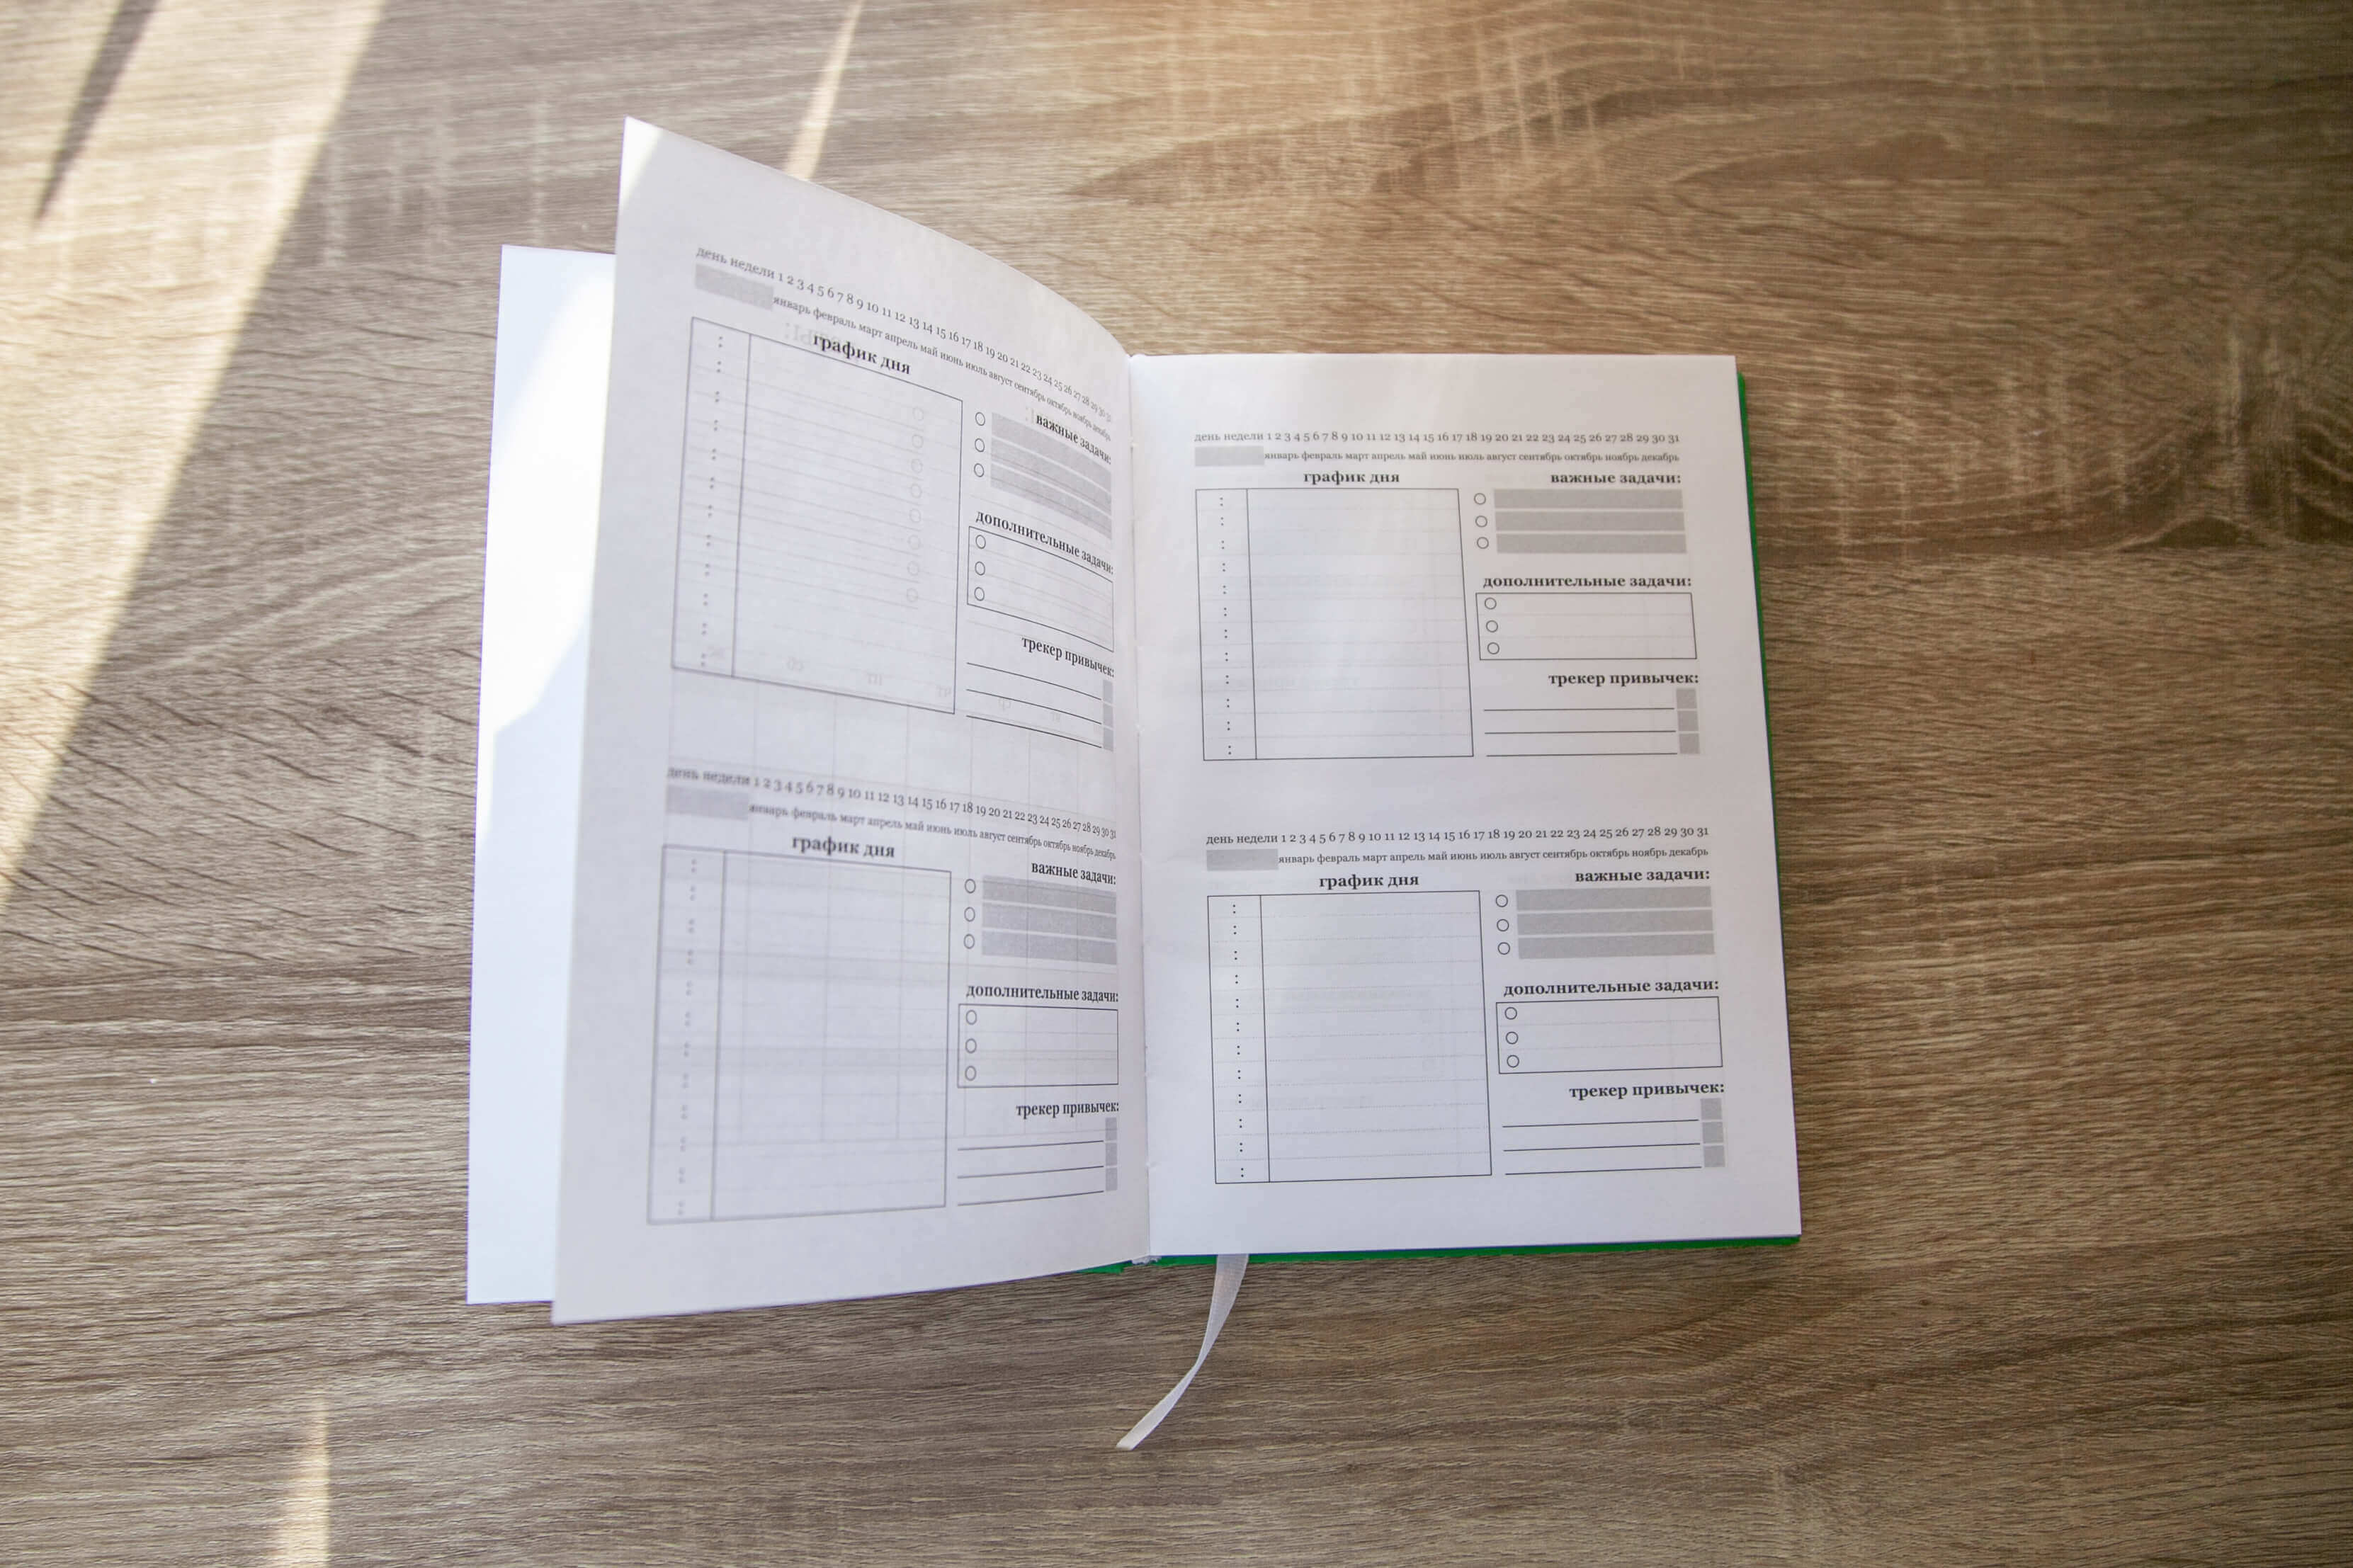 день недели 1 2 3 4 5 6 7 8 9 10 11 12 13 14 15 16 17 18 19 20 21 22 23 24 25 26 27 28 29 30 31
январь февраль март апрель май июнь июль август сентябрь октябрь ноябрь декабрь
график дня
важные задачи:
дополнительные задачи:
трекер привычек:
день недели 1 2 3 4 5 6 7 8 9 10 11 12 13 14 15 16 17 18 19 20 21 22 23 24 25 26 27 28 29 30 31
январь февраль март апрель май июнь июль август сентябрь октябрь ноябрь декабрь
график дня
важные задачи:
дополнительные задачи:
трекер привычек:
день недели 1 2 3 4 5 6 7 8 9 10 11 12 13 14 15 16 17 18 19 20 21 22 23 24 25 26 27 28 29 30 31
январь февраль март апрель май июнь июль август сентябрь октябрь ноябрь декабрь
график дня
важные задачи:
дополнительные задачи:
трекер привычек:
день недели 1 2 3 4 5 6 7 8 9 10 11 12 13 14 15 16 17 18 19 20 21 22 23 24 25 26 27 28 29 30 31
январь февраль март апрель май июнь июль август сентябрь октябрь ноябрь декабрь
график дня
важные задачи:
дополнительные задачи:
трекер привычек: